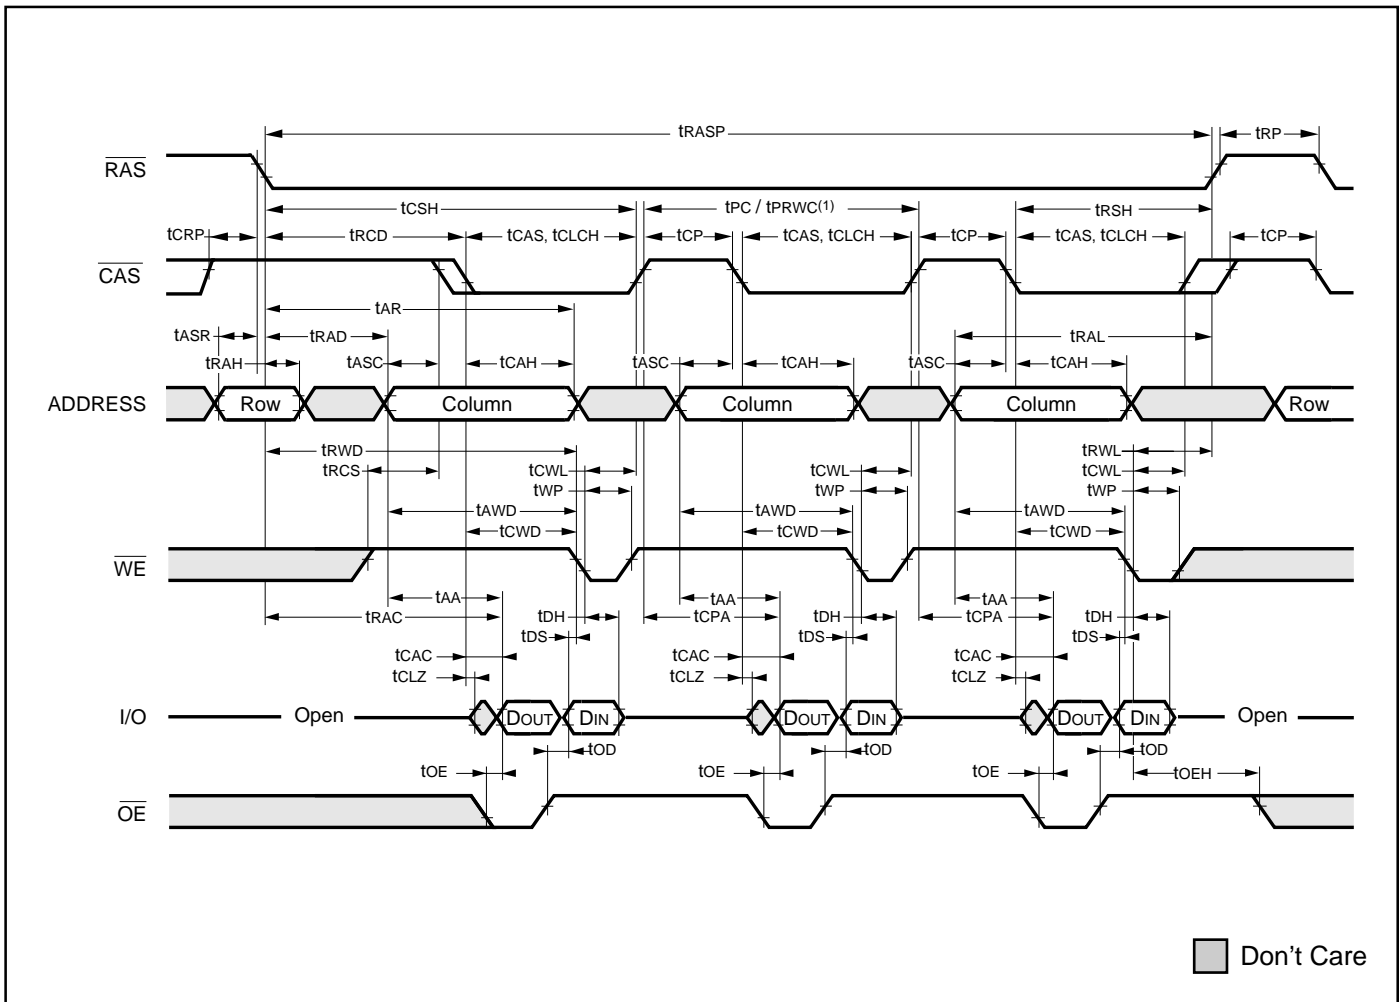 tRASP tRP
RAS
tCSH tPC / tPRWC(1) tRSH
tCRP tRCD tCAS, tCLCH tCP tCAS, tCLCH tCP tCAS, tCLCH tCP
CAS
tAR
tASR tRAD tRAL
tRAH tASC tCAH tASC tCAH tASC tCAH
ADDRESS Row Column Column Column Row
tRWD tRWL
tRCS tCWL tCWL tCWL
tWP tWP tWP
tAWD tAWD tAWD
tCWD tCWD tCWD
WE
tAA tAA tAA
tRAC tDH tCPA tDH tCPA tDH
tDS tDS tDS
tCAC tCAC tCAC
tCLZ tCLZ tCLZ
I/O Open DOUT DIN DOUT DIN DOUT DIN Open
tOD tOD tOD
tOE tOE tOE tOEH
OE
Don't Care